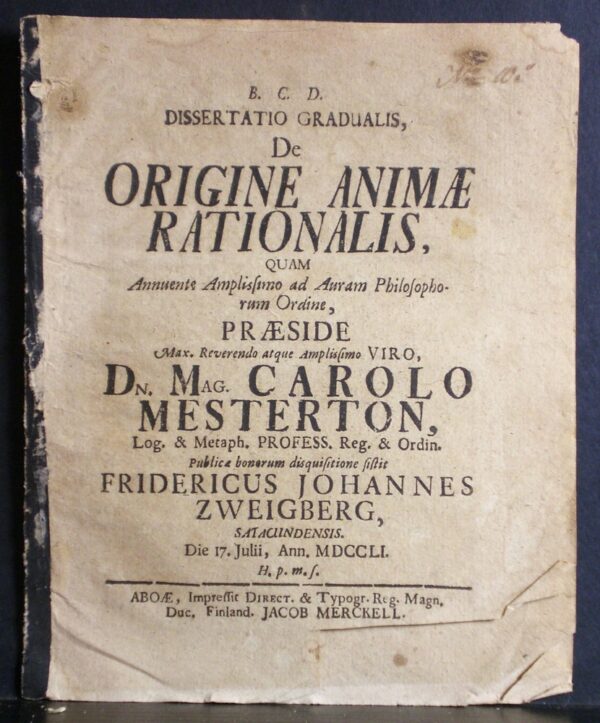 B. C. D.
DISSERTATIO GRADUALIS,
De
ORIGINE ANIMÆ
RATIONALIS,
QUAM
Annuente Ampliſſimo ad Auram Philoſopho-
rum Ordine,
PRÆSIDE
Max. Reverendo atque Ampliſſimo VIRO,
DN. MAG. CAROLO
MESTERTON,
Log. & Metaph. PROFESS. Reg. & Ordin.
Publicæ bonorum disquiſitione ſiſtit
FRIDERICUS JOHANNES
ZWEIGBERG,
SATACUNDENSIS.
Die 17. Julii, Ann. MDCCLI.
H. p. m. ſ.
ABOÆ, Impreſſit DIRECT. & Typogr. Reg. Magn.
Duc. Finland. JACOB MERCKELL.